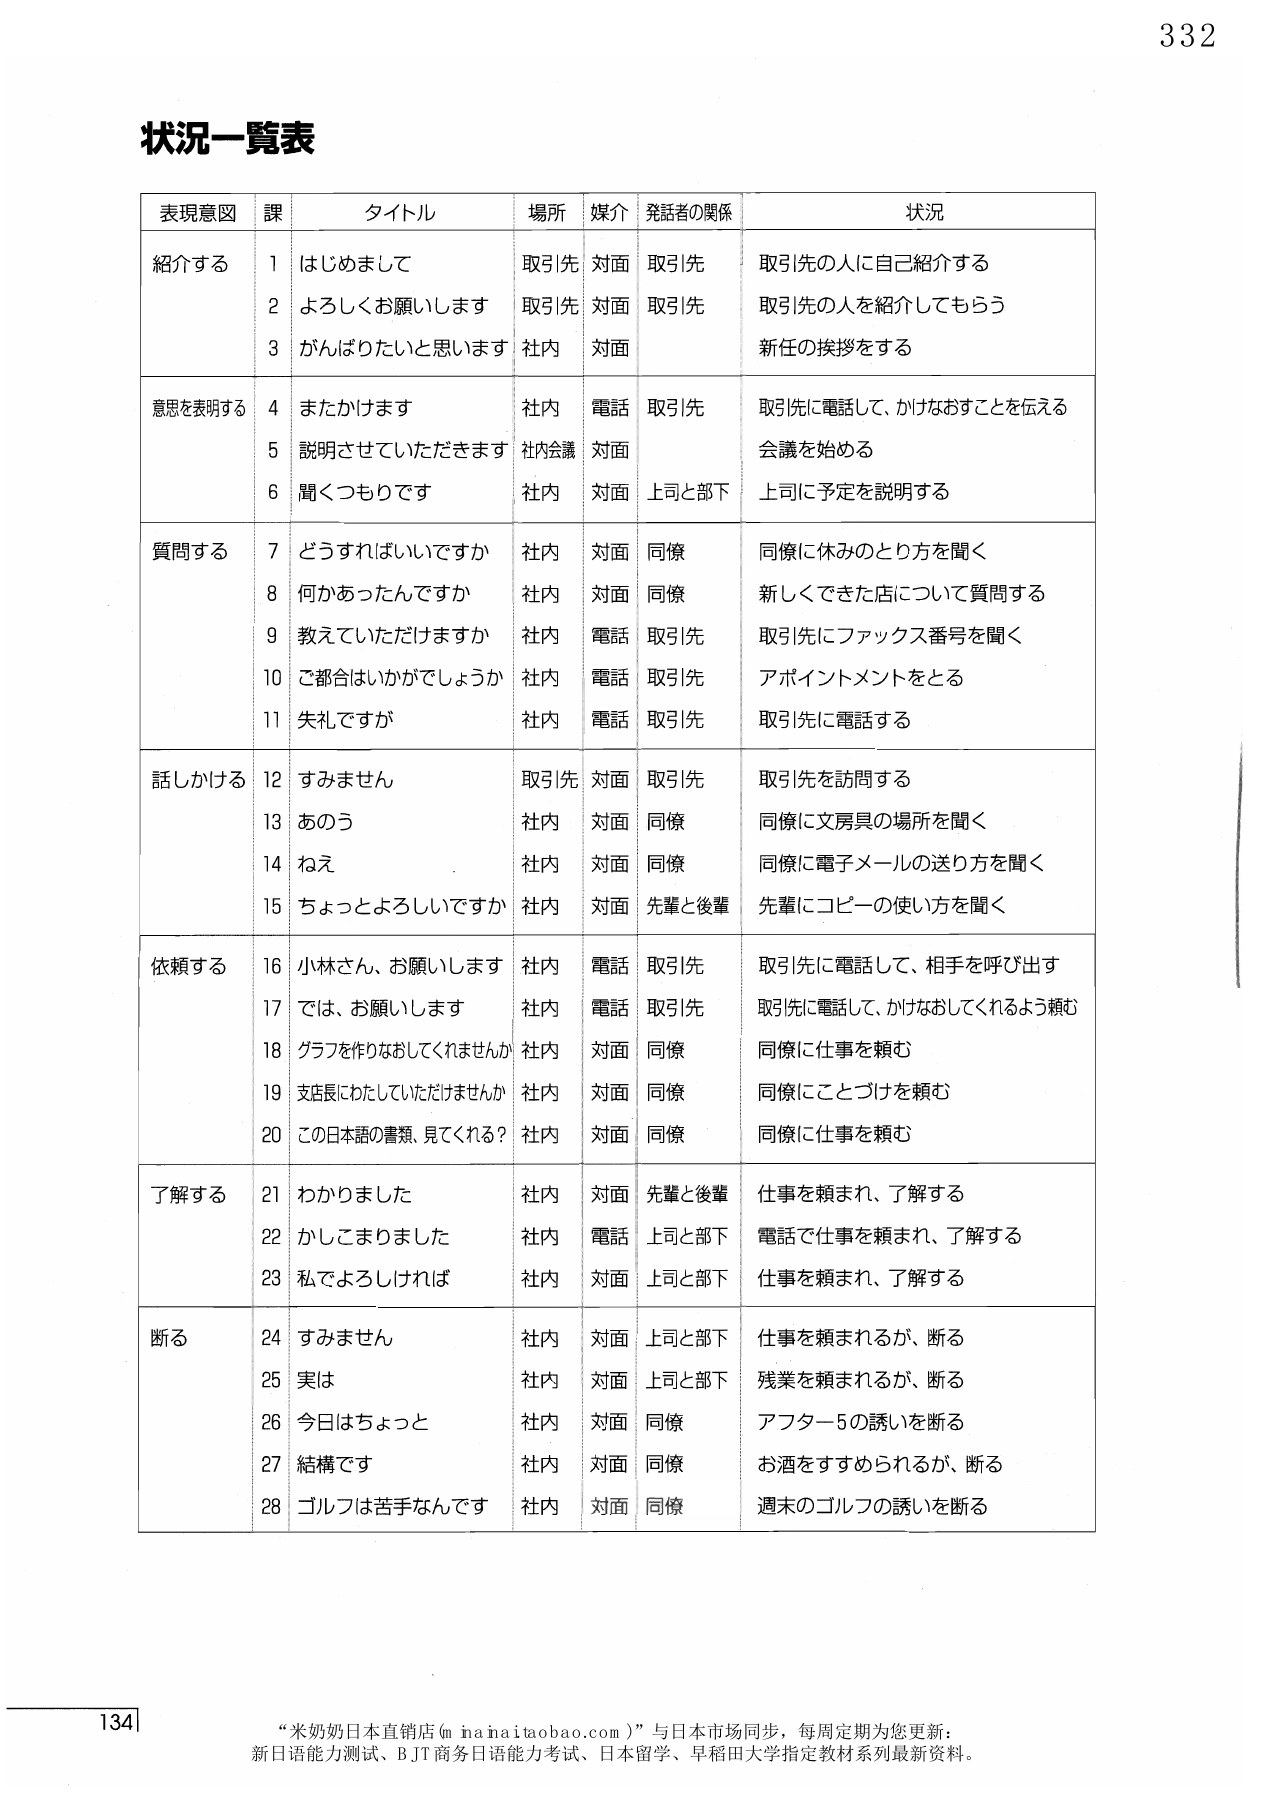 332
状況一覧表
表現意図 課 タイトル 場所 媒介 発話者の関係 状況
紹介する 1 はじめまして 取引先 対面 取引先 取引先の人に自己紹介する
2 よろしくお願いします 取引先 対面 取引先 取引先の人を紹介してもらう
3 がんばりたいと思います 社内 対面 新任の挨拶をする
意思を表明する 4 またかけます 社内 電話 取引先 取引先に電話して、かけなおすことを伝える
5 説明させていただきます 社内会議 対面 会議を始める
6 聞くつもりです 社内 対面 上司と部下 上司に予定を説明する
質問する 7 どうすればいいですか 社内 対面 同僚 同僚に休みのとり方を聞く
8 何かあったんですか 社内 対面 同僚 新しくできた店について質問する
9 教えていただけますか 社内 電話 取引先 取引先にファックス番号を聞く
10 ご都合はいかがでしょうか 社内 電話 取引先 アポイントメントをとる
11 失礼ですが 社内 電話 取引先 取引先に電話する
話しかける 12 すみません 取引先 対面 取引先 取引先を訪問する
13 あのう 社内 対面 同僚 同僚に文房具の場所を聞く
14 ねえ 社内 対面 同僚 同僚に電子メールの送り方を聞く
15 ちょっとよろしいですか 社内 対面 先輩と後輩 先輩にコピーの使い方を聞く
依頼する 16 小林さん、お願いします 社内 電話 取引先 取引先に電話して、相手を呼び出す
17 では、お願いします 社内 電話 取引先 取引先に電話して、かけなおしてくれるよう頼む
18 グラフを作りなおしてくれませんか 社内 対面 同僚 同僚に仕事を頼む
19 支店長にわたしていただけませんか 社内 対面 同僚 同僚にことづけを頼む
20 この日本語の書類、見てくれる? 社内 対面 同僚 同僚に仕事を頼む
了解する 21 わかりました 社内 対面 先輩と後輩 仕事を頼まれ、了解する
22 かしこまりました 社内 電話 上司と部下 電話で仕事を頼まれ、了解する
23 私でよろしければ 社内 対面 上司と部下 仕事を頼まれ、了解する
断る 24 すみません 社内 対面 上司と部下 仕事を頼まれるが、断る
25 実は 社内 対面 上司と部下 残業を頼まれるが、断る
26 今日はちょっと 社内 対面 同僚 アフター5の誘いを断る
27 結構です 社内 対面 同僚 お酒をすすめられるが、断る
28 ゴルフは苦手なんです 社内 対面 同僚 週末のゴルフの誘いを断る
134
“米奶奶日本直销店(minainai.taobao.com)”与日本市场同步，每周定期为您更新：
新日语能力测试、BJT商务日语能力考试、日本留学、早稻田大学指定教材系列最新资料。